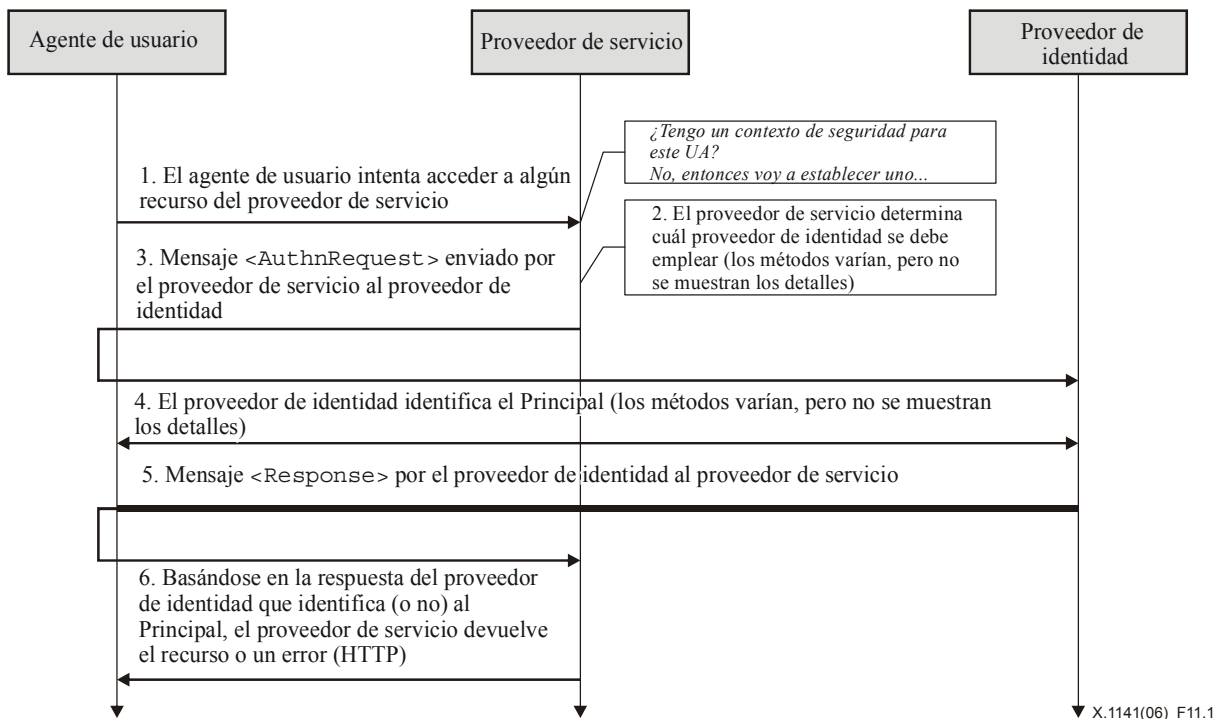 Agente de usuario
Proveedor de servicio
Proveedor de
identidad
¿Tengo un contexto de seguridad para
este UA?
No, entonces voy a establecer uno...
1. El agente de usuario intenta acceder a algún
recurso del proveedor de servicio
2. El proveedor de servicio determina
cuál proveedor de identidad se debe
emplear (los métodos varían, pero no
se muestran los detalles)
3. Mensaje <AuthnRequest> enviado por
el proveedor de servicio al proveedor de
identidad
4. El proveedor de identidad identifica el Principal (los métodos varían, pero no se muestran
los detalles)
5. Mensaje <Response> por el proveedor de identidad al proveedor de servicio
6. Basándose en la respuesta del proveedor
de identidad que identifica (o no) al
Principal, el proveedor de servicio devuelve
el recurso o un error (HTTP)
X.1141(06)_F11.1